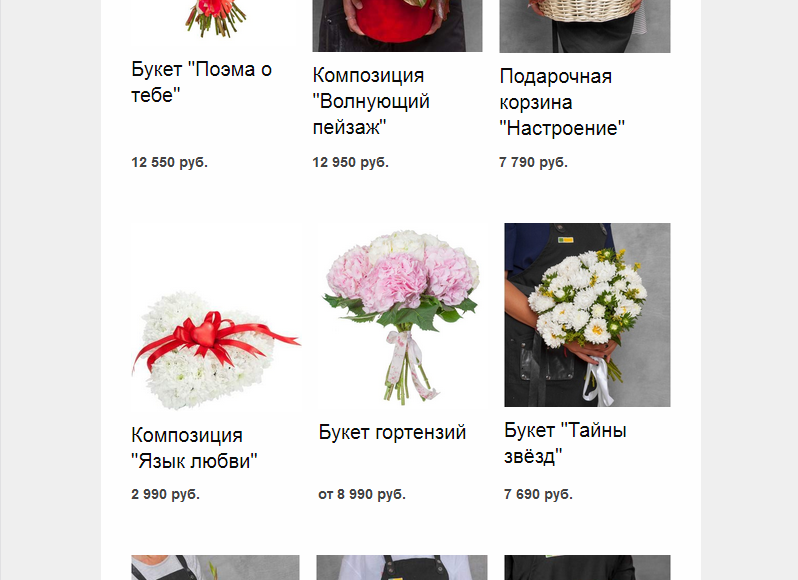 Букет "Поэма о
тебе"
12 550 руб.
Композиция
"Волнующий
пейзаж"
12 950 руб.
Подарочная
корзина
"Настроение"
7 790 руб.
Композиция
"Язык любви"
2 990 руб.
Букет гортензий
от 8 990 руб.
Букет "Тайны
звёзд"
7 690 руб.